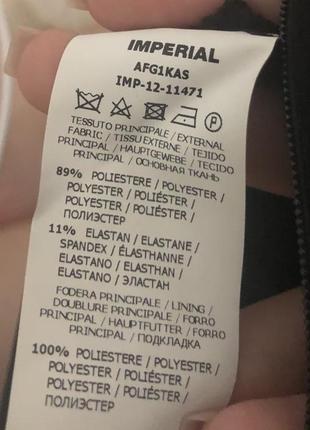 IMPERIAL
AFG1KAS
IMP-12-11471
P
TESSUTO PRINCIPALE / EXTERNAL
FABRIC / TISSU EXTERNE / TEJIDO
PRINCIPAL / HAUPTGEWEBE / TECIDO
PRINCIPAL / ОСНОВНАЯ ТКАНЬ
89% POLIESTERE / POLYESTER /
POLYESTER / POLIÉSTER /
POLYESTER / POLIÉSTER /
ПОЛИЭСТЕР
11% ELASTAN / ELASTANE /
SPANDEX / ÉLASTHANNE /
ELASTANO / ELASTHAN /
ELASTANO / ЭЛАСТАН
FODERA PRINCIPALE / LINING /
DOUBLURE PRINCIPALE / FORRO
PRINCIPAL / HAUPTFUTTER / FORRO
PRINCIPAL / ПОДКЛАДКА
100% POLIESTERE / POLYESTER /
POLYESTER / POLIÉSTER /
POLYESTER / POLIÉSTER /
ПОЛИЭСТЕР